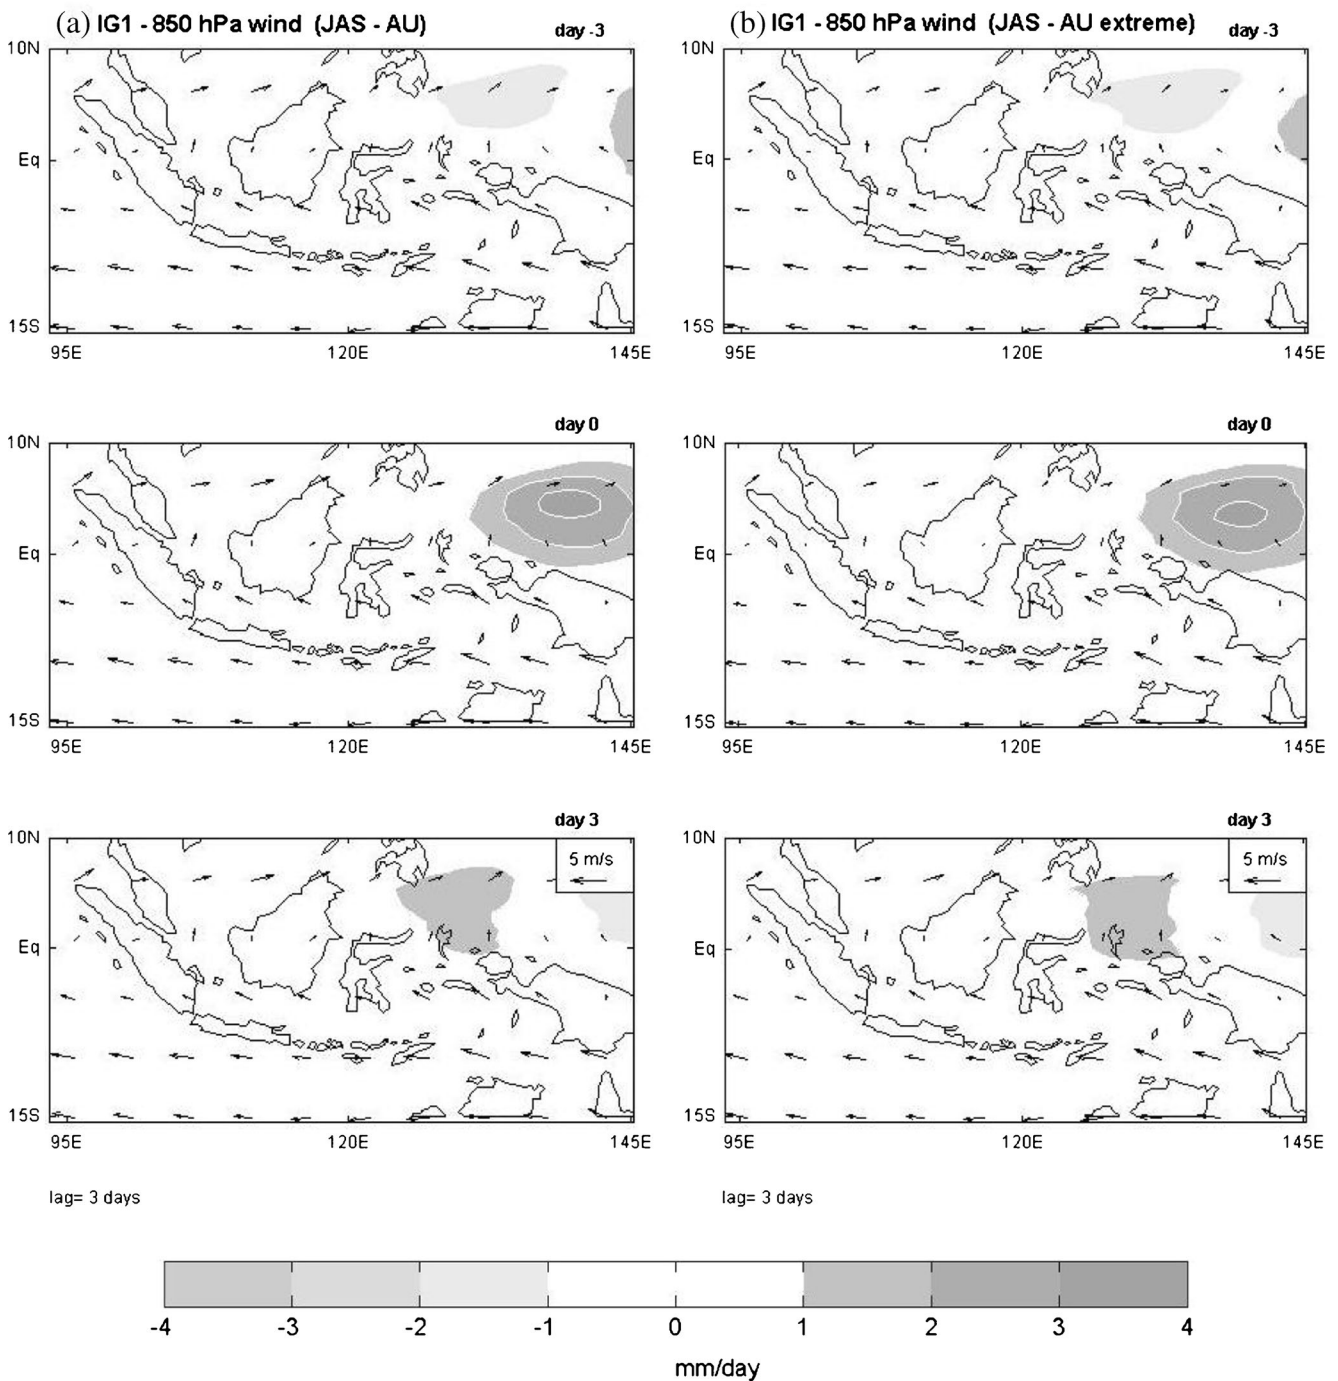 (a) IG1 - 850 hPa wind (JAS - AU)
day -3
10N
Eq
15S
95E 120E 145E
(b) IG1 - 850 hPa wind (JAS - AU extreme)
day -3
10N
Eq
15S
95E 120E 145E
day 0
10N
Eq
15S
95E 120E 145E
day 0
10N
Eq
15S
95E 120E 145E
day 3
10N
5 m/s
Eq
15S
95E 120E 145E
day 3
10N
5 m/s
Eq
15S
95E 120E 145E
lag= 3 days
lag= 3 days
-4 -3 -2 -1 0 1 2 3 4
mm/day